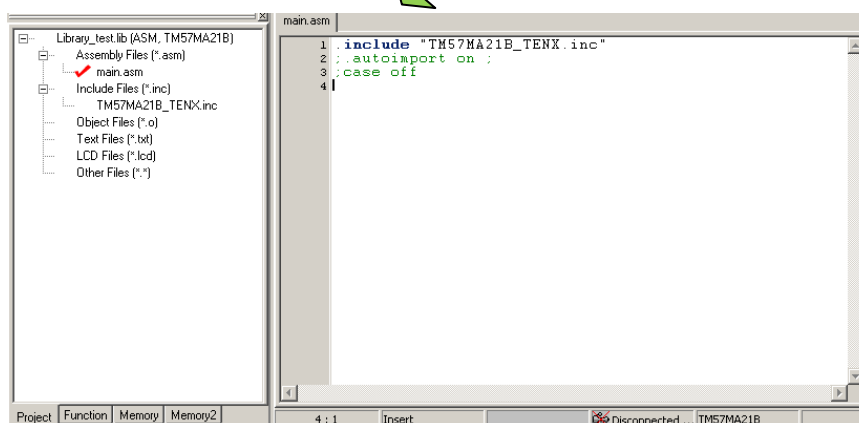 Library_test.lib (ASM, TM57MA21B)
Assembly Files (*.asm)
main.asm
Include Files (*.inc)
TM57MA21B_TENX.inc
Object Files (*.o)
Text Files (*.txt)
LCD Files (*.lcd)
Other Files (*.*)
Project Function Memory Memory2
main.asm
1 .include "TM57MA21B_TENX.inc"
2 ;.autoimport on ;
3 ;case off
4
4 : 1 Insert Disconnected ... TM57MA21B